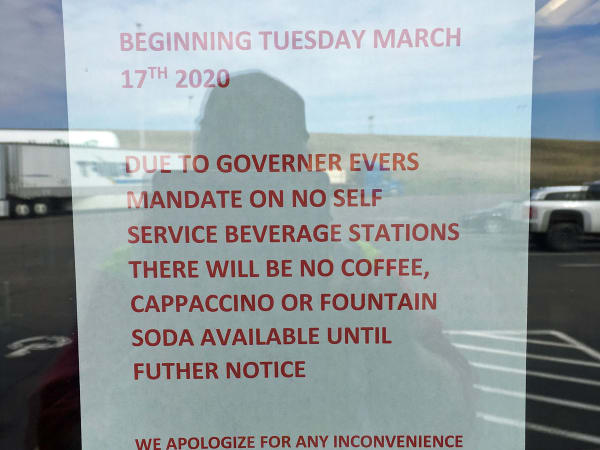 BEGINNING TUESDAY MARCH
17TH 2020
DUE TO GOVERNER EVERS
MANDATE ON NO SELF
SERVICE BEVERAGE STATIONS
THERE WILL BE NO COFFEE,
CAPPACCINO OR FOUNTAIN
SODA AVAILABLE UNTIL
FUTHER NOTICE
WE APOLOGIZE FOR ANY INCONVENIENCE